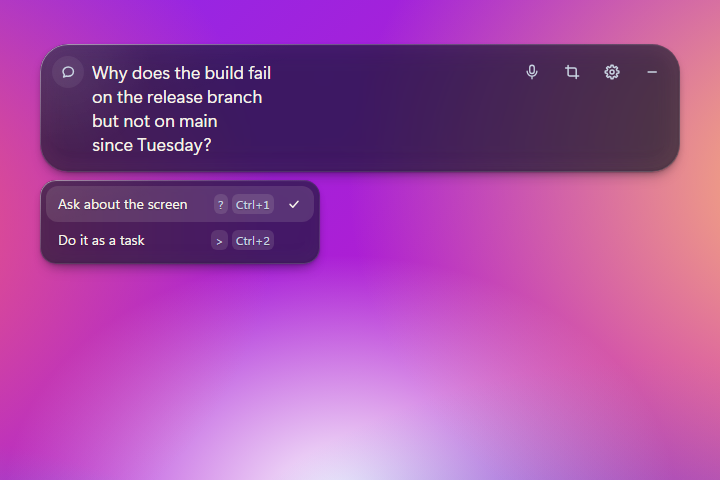 Why does the build fail
on the release branch
but not on main
since Tuesday?
Ask about the screen ? Ctrl+1
Do it as a task > Ctrl+2